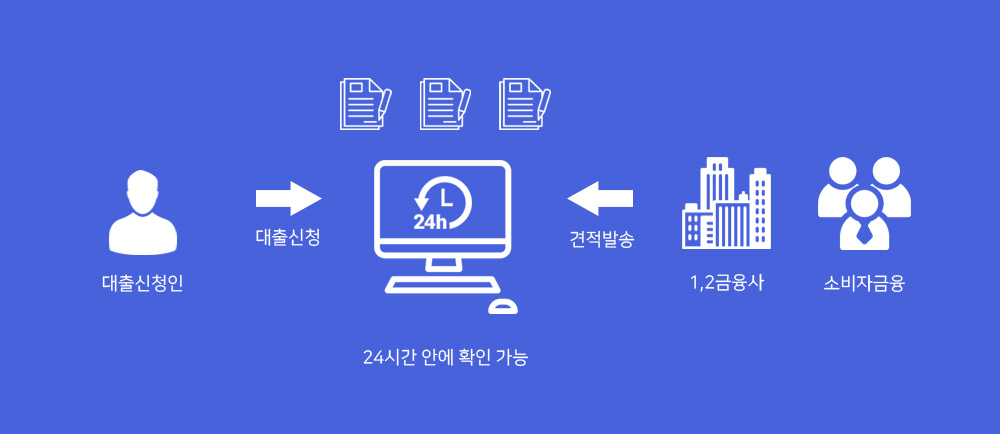 24h
대출신청
견적발송
대출신청인
1,2금융사
소비자금융
24시간 안에 확인 가능